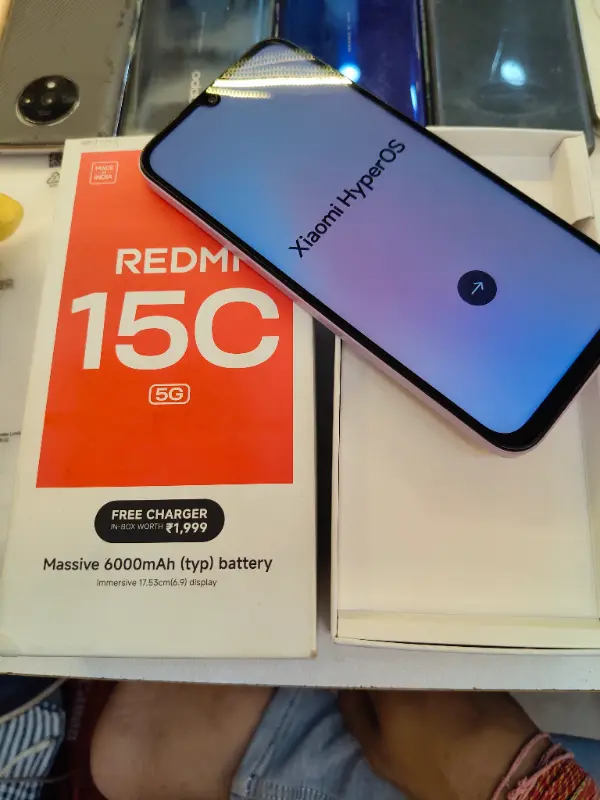 MADE
IN
INDIA
REDMI
15C
5G
FREE CHARGER
IN-BOX WORTH ₹1,999
Massive 6000mAh (typ) battery
Immersive 17.53cm(6.9) display
Xiaomi HyperOS